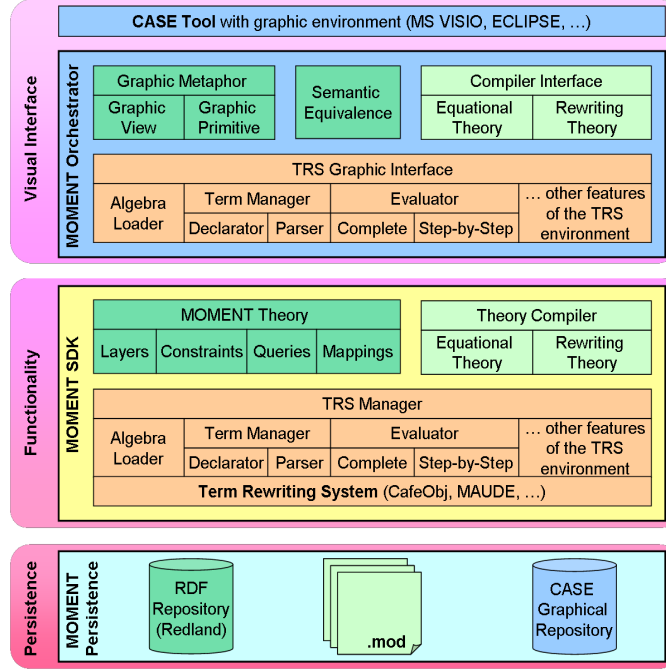 Visual Interface
CASE Tool with graphic environment (MS VISIO, ECLIPSE, ...)
MOMENT Orchestrator
Graphic Metaphor
Graphic
View
Graphic
Primitive
Semantic
Equivalence
Compiler Interface
Equational
Theory
Rewriting
Theory
TRS Graphic Interface
Algebra
Loader
Term Manager
Declarator
Parser
Evaluator
Complete
Step-by-Step
... other features
of the TRS
environment
Functionality
MOMENT SDK
MOMENT Theory
Layers
Constraints
Queries
Mappings
Theory Compiler
Equational
Theory
Rewriting
Theory
TRS Manager
Algebra
Loader
Term Manager
Declarator
Parser
Evaluator
Complete
Step-by-Step
... other features
of the TRS
environment
Term Rewriting System (CafeObj, MAUDE, ...)
Persistence
MOMENT
Persistence
RDF
Repository
(Redland)
.mod
CASE
Graphical
Repository